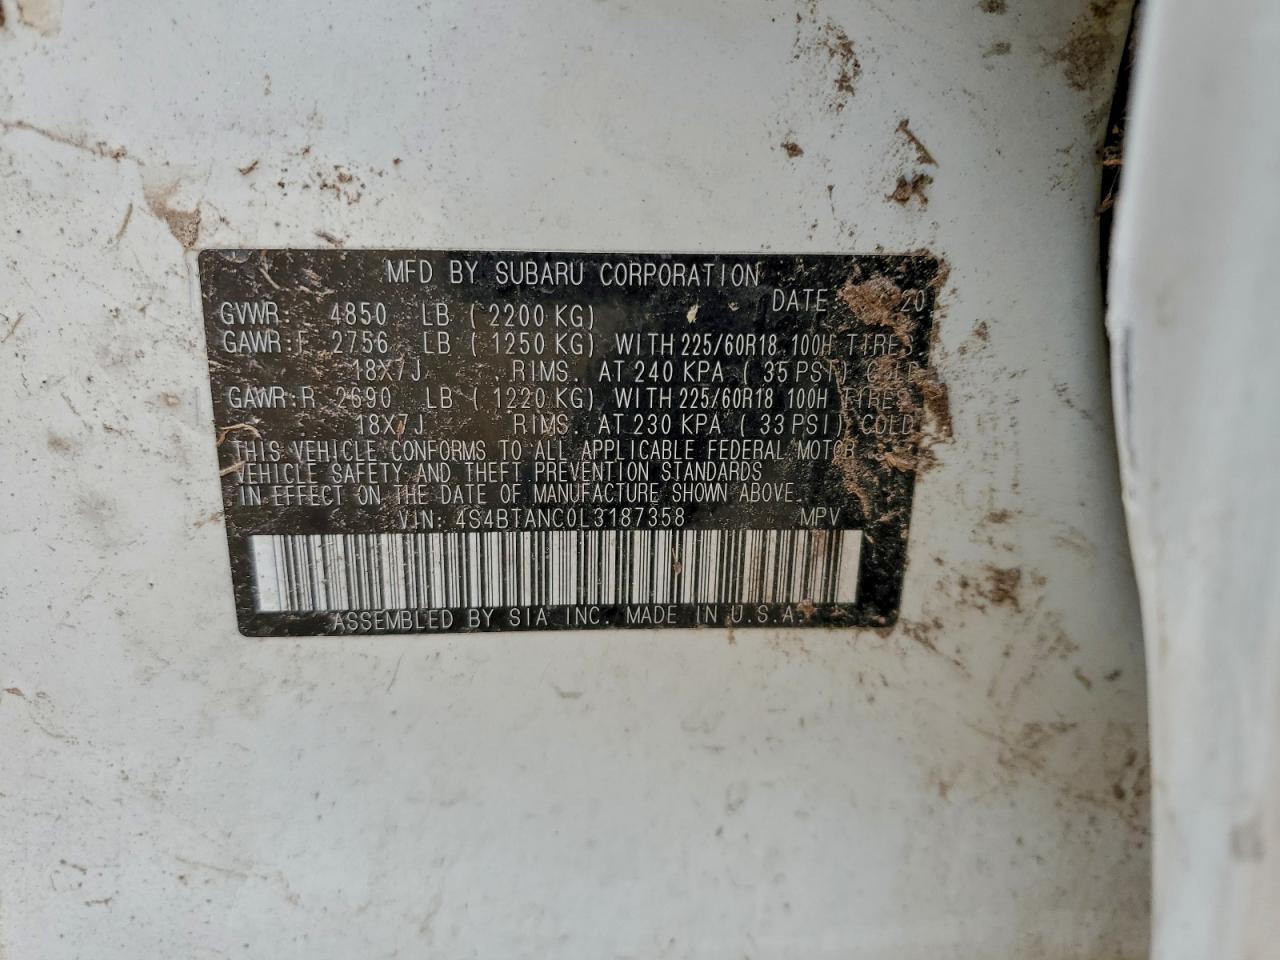 MFD BY SUBARU CORPORATION
DATE: 20
GVWR: 4850 LB ( 2200 KG)
GAWR:F 2756 LB ( 1250 KG) WITH 225/60R18 100H TIRES
18X7J RIMS. AT 240 KPA ( 35 PSI) COLD
GAWR:R 2690 LB ( 1220 KG) WITH 225/60R18 100H TIRES
18X7J RIMS. AT 230 KPA ( 33 PSI) COLD
THIS VEHICLE CONFORMS TO ALL APPLICABLE FEDERAL MOTOR
VEHICLE SAFETY AND THEFT PREVENTION STANDARDS
IN EFFECT ON THE DATE OF MANUFACTURE SHOWN ABOVE.
VIN: 4S4BTANC0L3187358 MPV
ASSEMBLED BY SIA INC. MADE IN U.S.A.